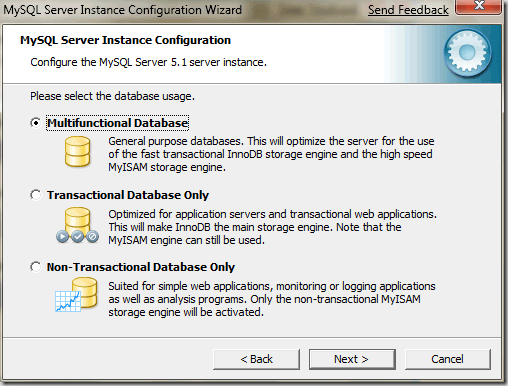 MySQL Server Instance Configuration Wizard
Send Feedback
MySQL Server Instance Configuration
Configure the MySQL Server 5.1 server instance.
Please select the database usage.
Multifunctional Database
General purpose databases. This will optimize the server for the use
of the fast transactional InnoDB storage engine and the high speed
MyISAM storage engine.
Transactional Database Only
Optimized for application servers and transactional web applications.
This will make InnoDB the main storage engine. Note that the
MyISAM engine can still be used.
Non-Transactional Database Only
Suited for simple web applications, monitoring or logging applications
as well as analysis programs. Only the non-transactional MyISAM
storage engine will be activated.
< Back
Next >
Cancel